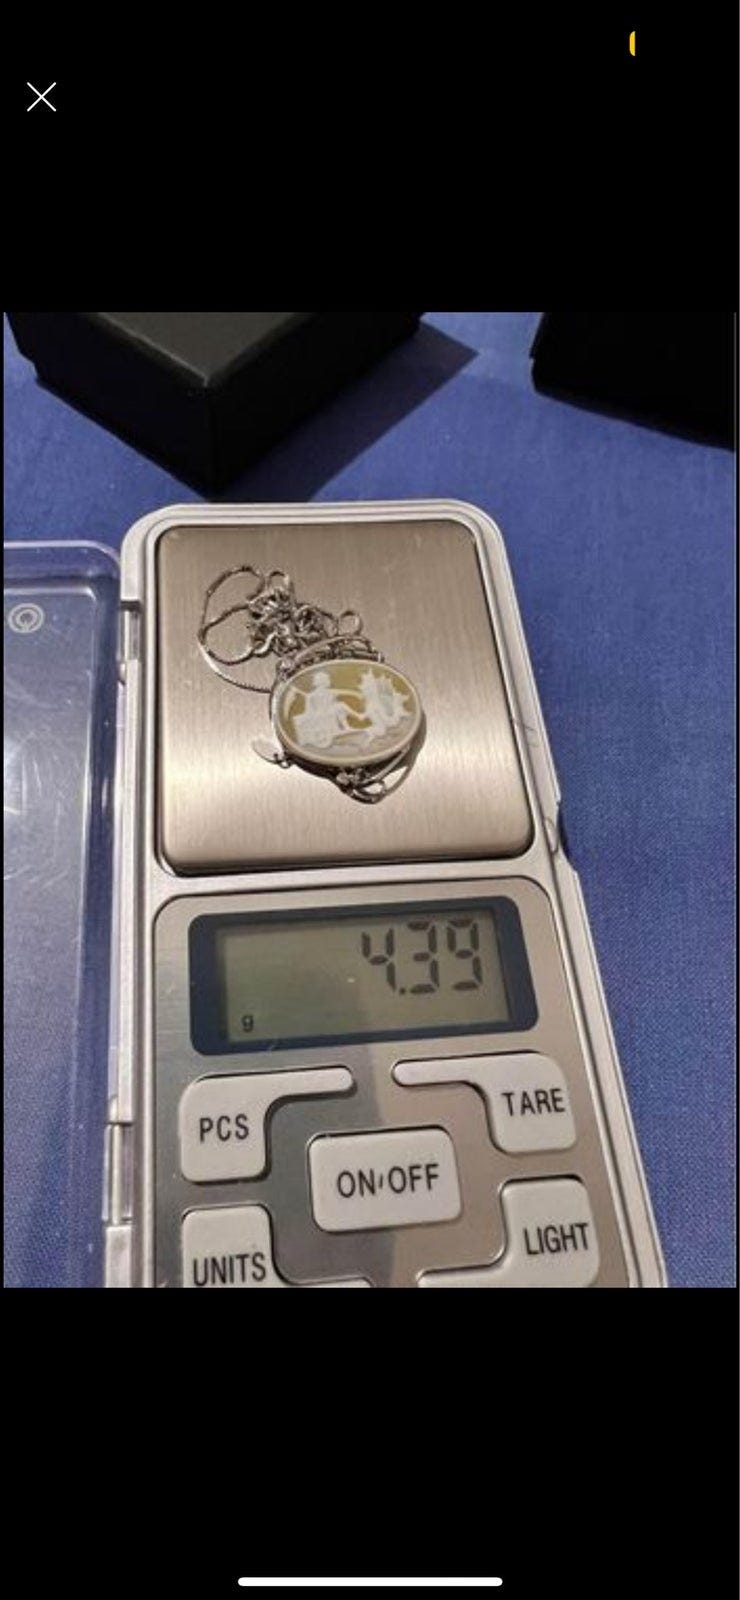 4.39
g
PCS
TARE
ON/OFF
UNITS
LIGHT